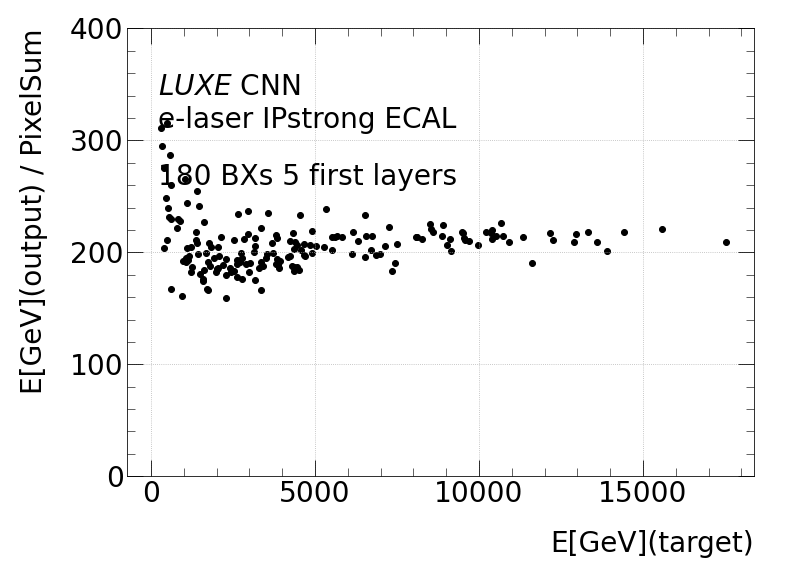 400
E[GeV](output) / PixelSum
LUXE CNN
e-laser IPstrong ECAL
300
180 BXs 5 first layers
200
100
0
0 5000 10000 15000
E[GeV](target)